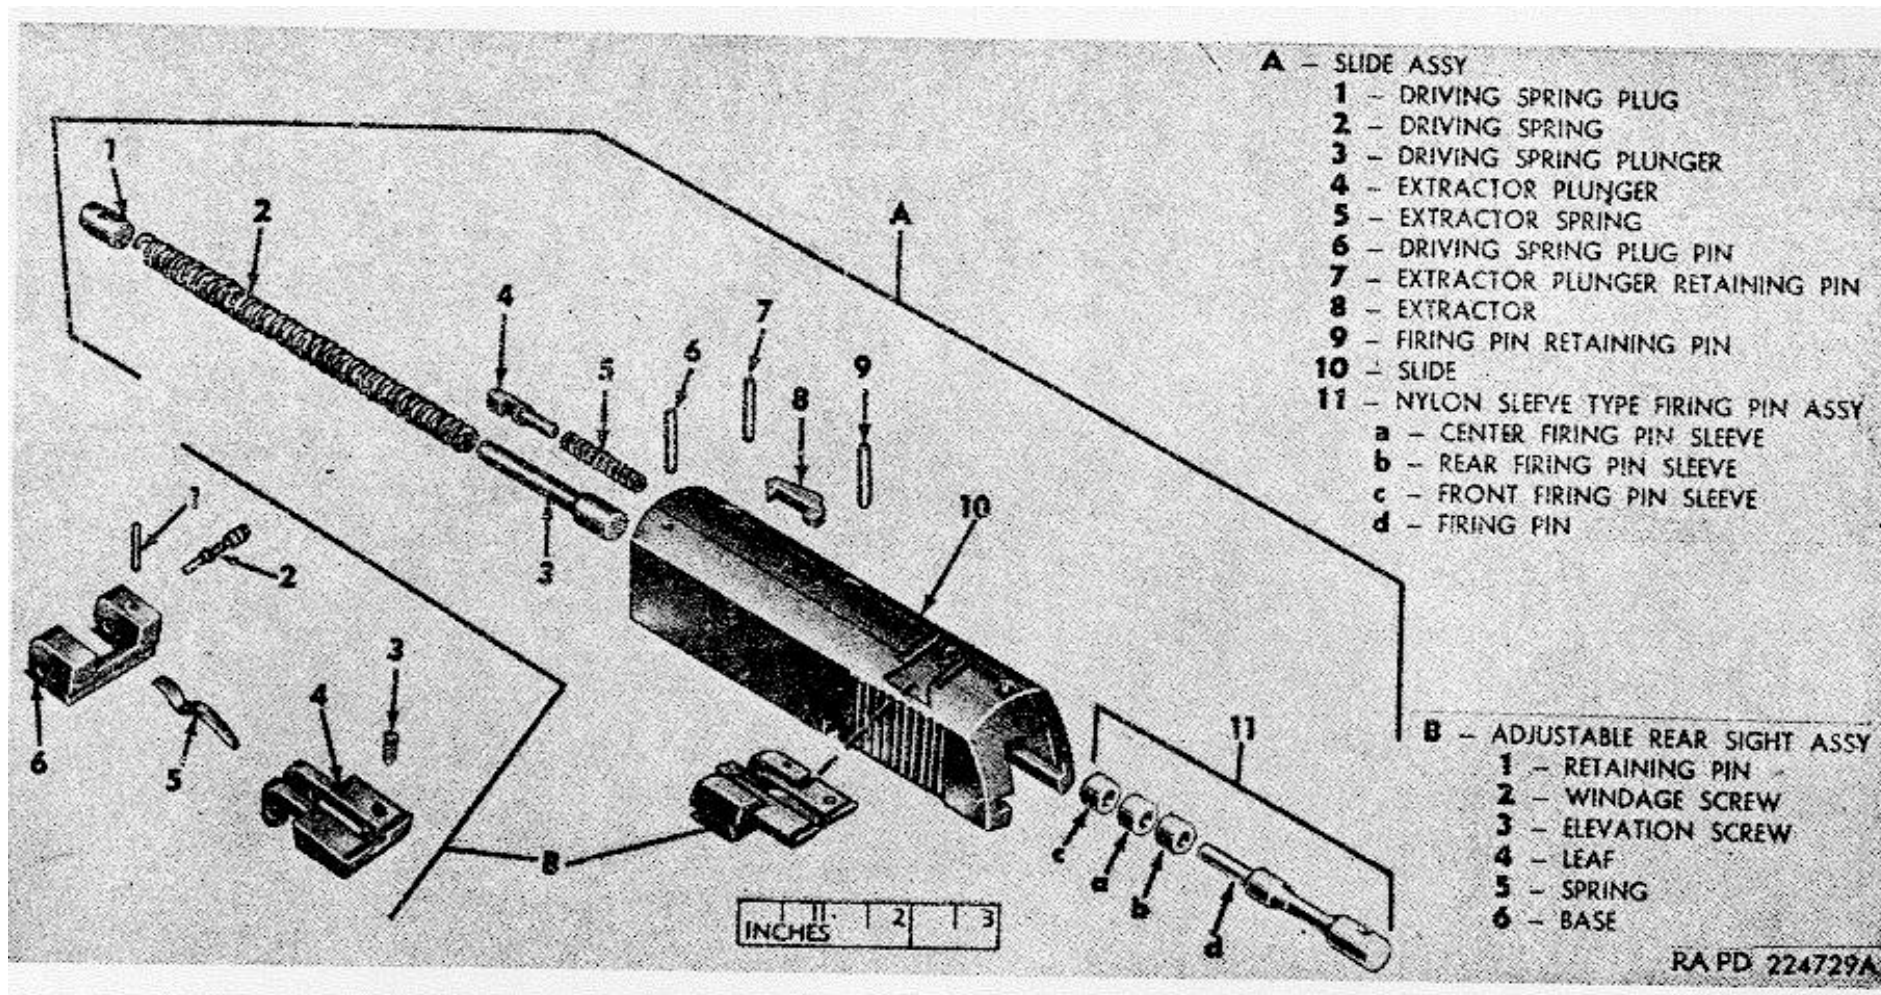 A - SLIDE ASSY
1 - DRIVING SPRING PLUG
2 - DRIVING SPRING
3 - DRIVING SPRING PLUNGER
4 - EXTRACTOR PLUNGER
5 - EXTRACTOR SPRING
6 - DRIVING SPRING PLUG PIN
7 - EXTRACTOR PLUNGER RETAINING PIN
8 - EXTRACTOR
9 - FIRING PIN RETAINING PIN
10 - SLIDE
11 - NYLON SLEEVE TYPE FIRING PIN ASSY
a - CENTER FIRING PIN SLEEVE
b - REAR FIRING PIN SLEEVE
c - FRONT FIRING PIN SLEEVE
d - FIRING PIN
1
2
A
4
7
6
5
9
8
10
3
1
2
3
4
6
5
B
11
c
a
b
d
INCHES 1 2 3
B - ADJUSTABLE REAR SIGHT ASSY
1 - RETAINING PIN
2 - WINDAGE SCREW
3 - ELEVATION SCREW
4 - LEAF
5 - SPRING
6 - BASE
RA PD 224729A